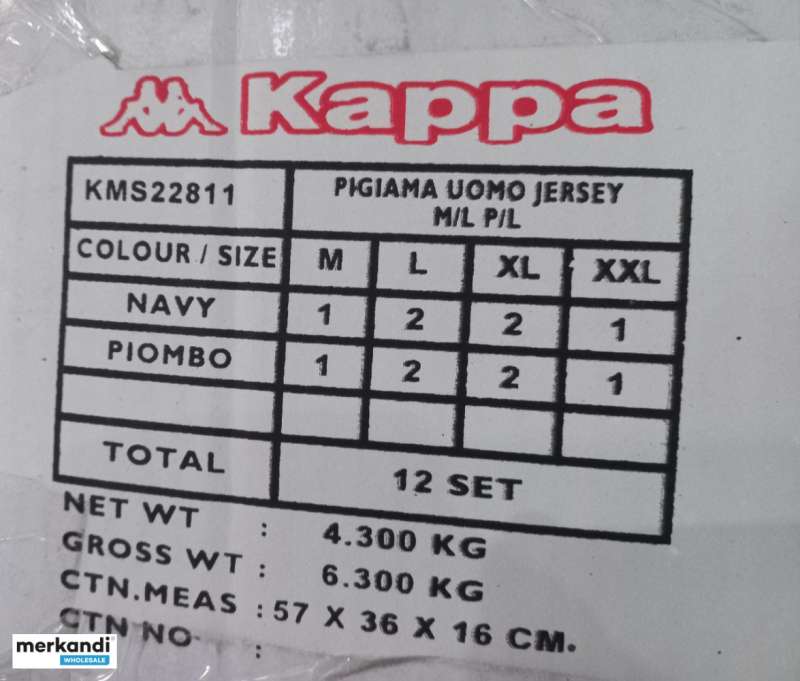 Kappa
KMS22811 PIGIAMA UOMO JERSEY
M/L P/L
COLOUR / SIZE M L XL XXL
NAVY 1 2 2 1
PIOMBO 1 2 2 1
TOTAL 12 SET
NET WT : 4.300 KG
GROSS WT : 6.300 KG
CTN.MEAS : 57 X 36 X 16 CM.
CTN NO :
merkandi
WHOLESALE